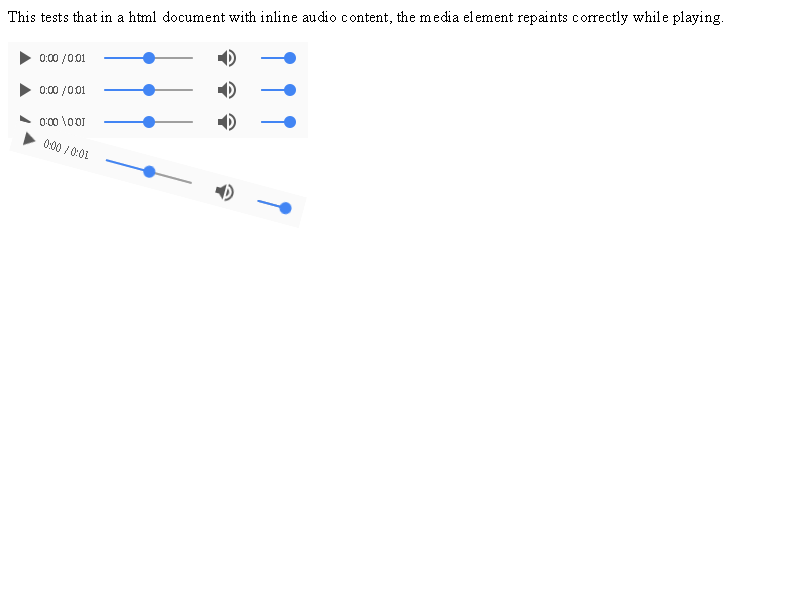 This tests that in a html document with inline audio content, the media element repaints correctly while playing.
0:00 / 0:01
0:00 / 0:01
0:00 \ 0:01
0:00 / 0:01